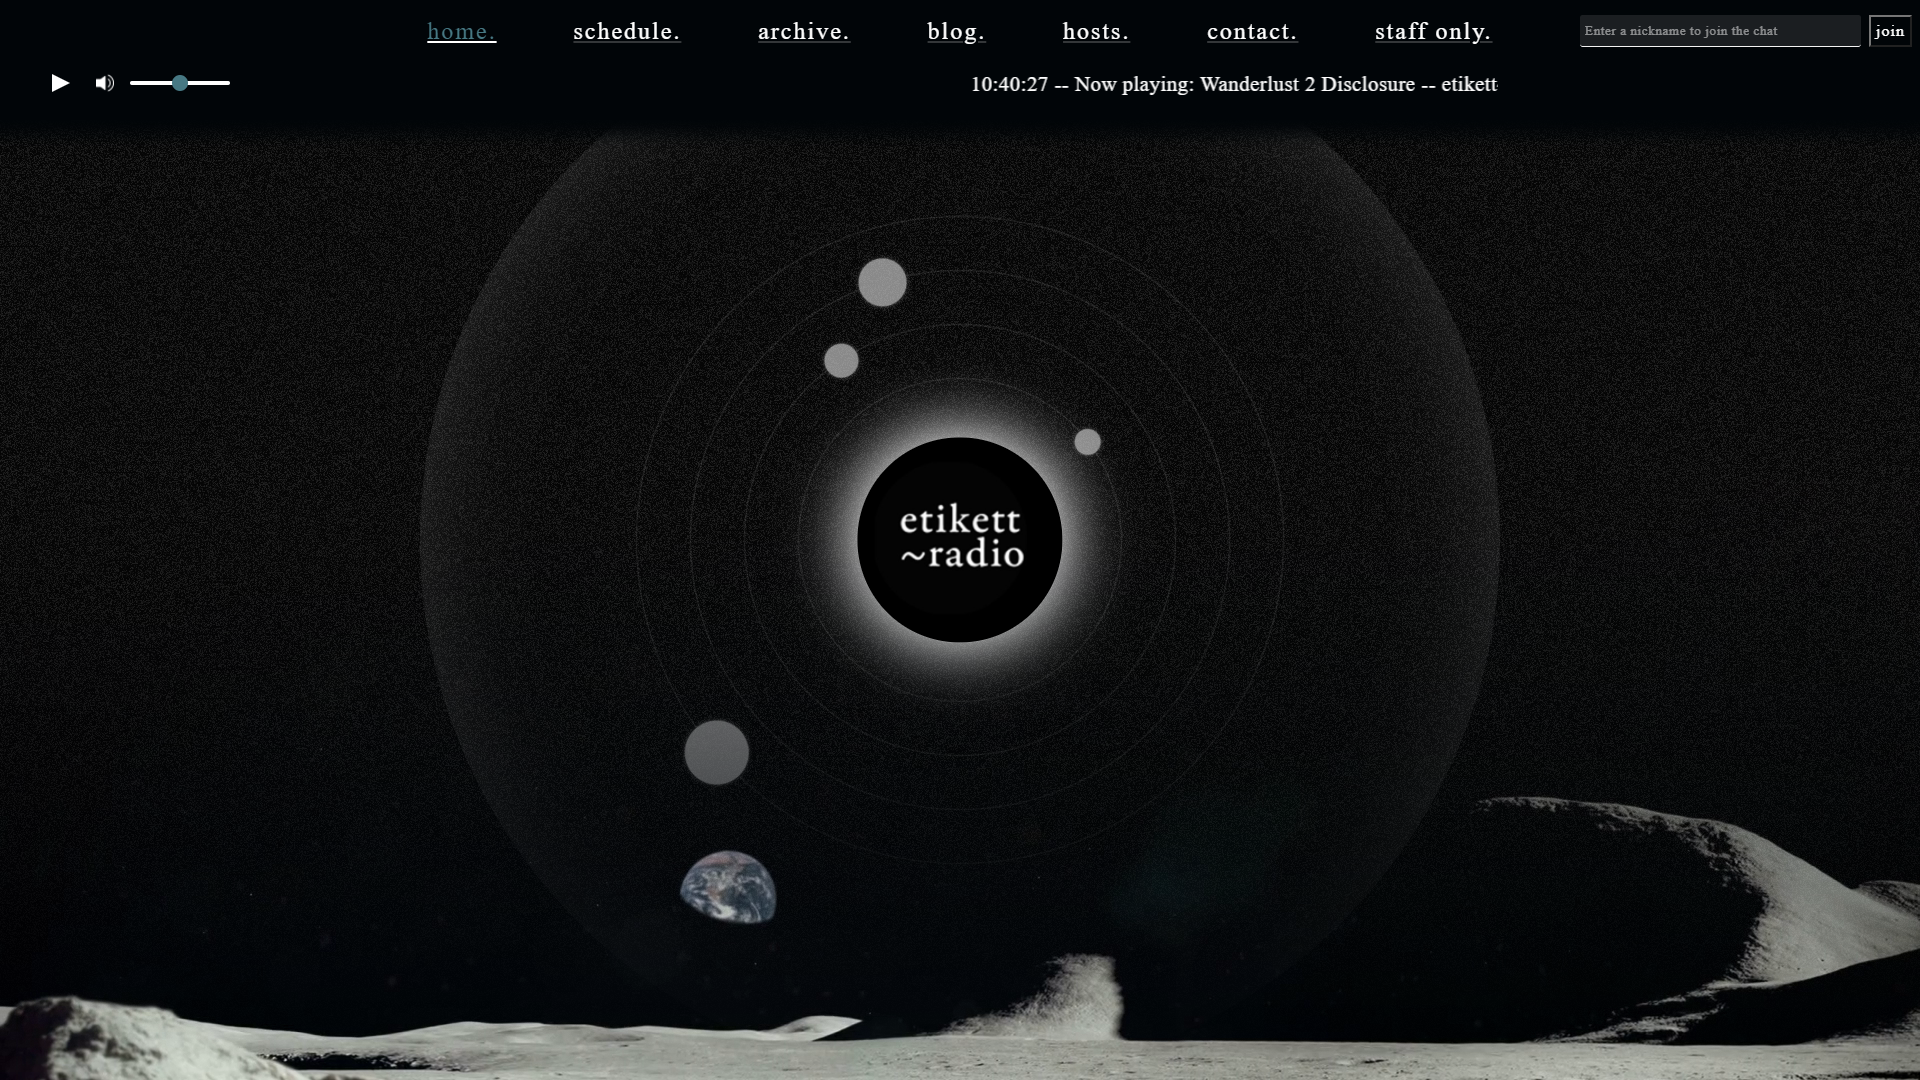 home. schedule. archive. blog. hosts. contact. staff only. Enter a nickname to join the chat join
10:40:27 -- Now playing: Wanderlust 2 Disclosure -- etikett
etikett
~radio